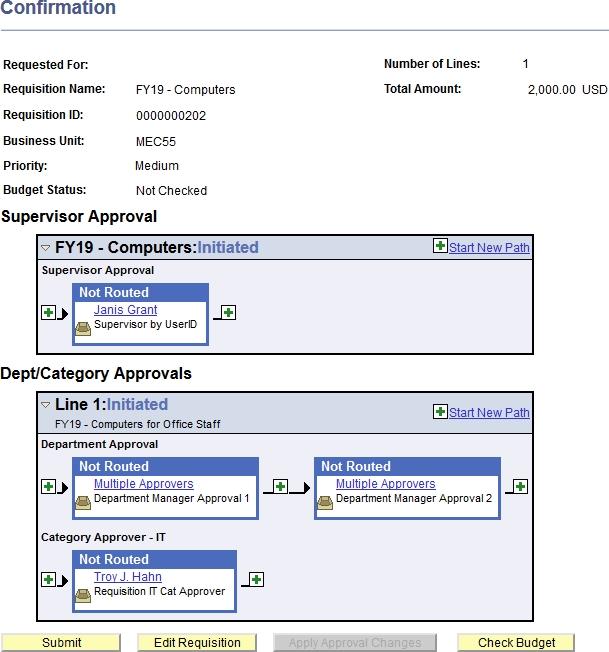 Confirmation
Requested For:
Number of Lines: 1
Requisition Name: FY19 - Computers
Total Amount: 2,000.00 USD
Requisition ID: 0000000202
Business Unit: MEC55
Priority: Medium
Budget Status: Not Checked
Supervisor Approval
FY19 - Computers:Initiated
Start New Path
Supervisor Approval
Not Routed
Janis Grant
Supervisor by UserID
Dept/Category Approvals
Line 1:Initiated
Start New Path
FY19 - Computers for Office Staff
Department Approval
Not Routed
Multiple Approvers
Department Manager Approval 1
Not Routed
Multiple Approvers
Department Manager Approval 2
Category Approver - IT
Not Routed
Troy J. Hahn
Requisition IT Cat Approver
Submit
Edit Requisition
Apply Approval Changes
Check Budget